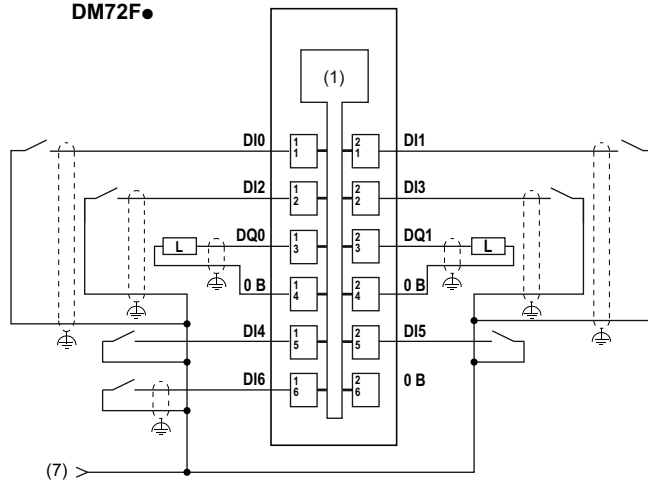 DM72F●
(1)
DI0 1 1 2 1 DI1
DI2 1 2 2 2 DI3
L DQ0 1 3 2 3 DQ1 L
0 В 1 4 2 4 0 В
DI4 1 5 2 5 DI5
DI6 1 6 2 6 0 В
(7)